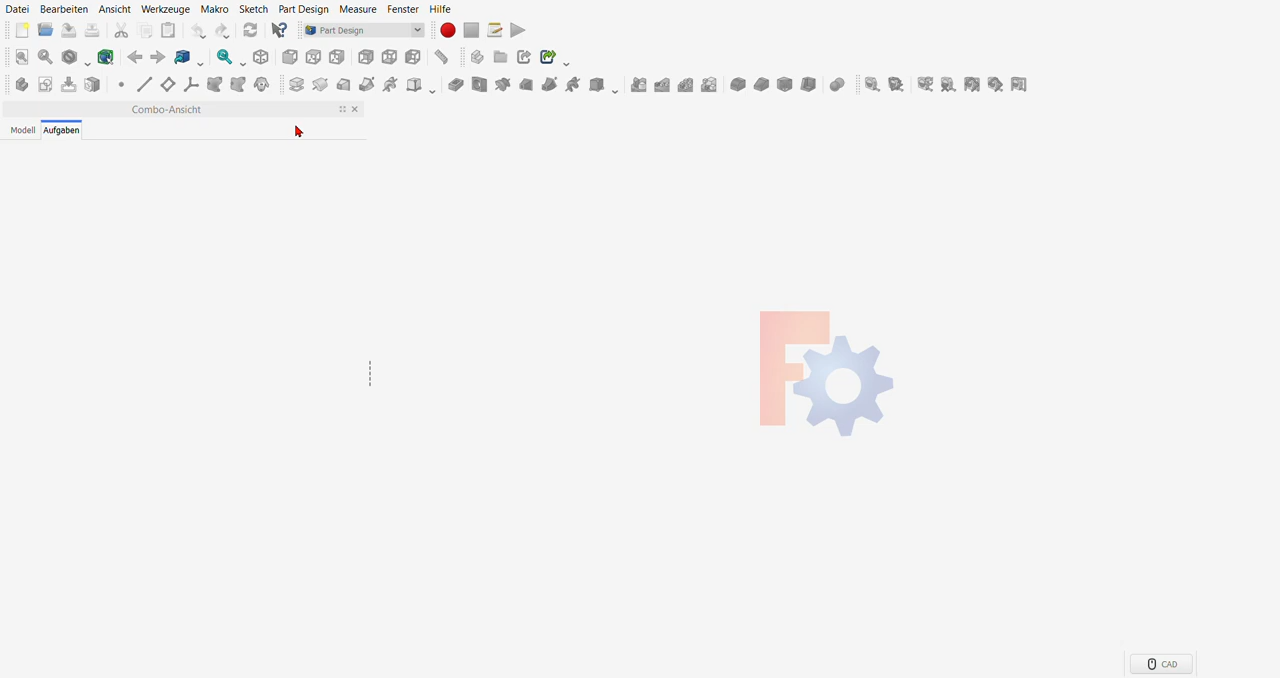 Datei Bearbeiten Ansicht Werkzeuge Makro Sketch Part Design Measure Fenster Hilfe
Part Design
Combo-Ansicht
Modell Aufgaben
CAD